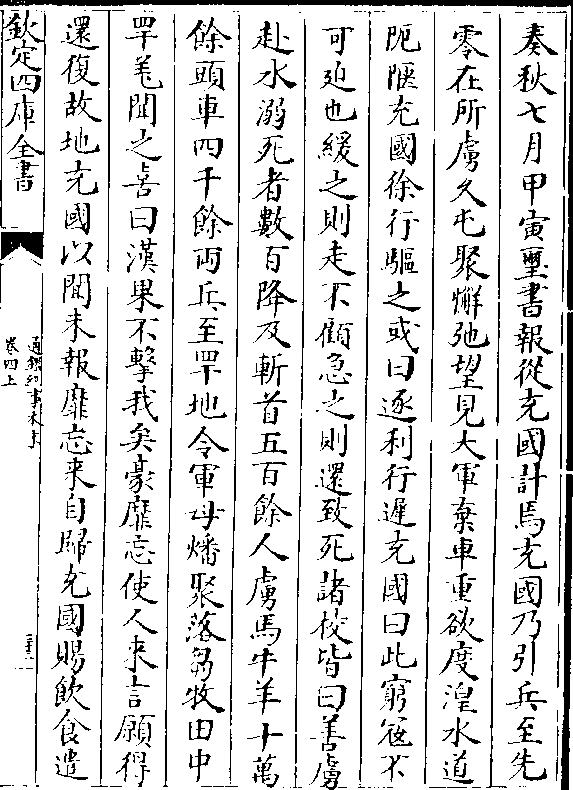 奏秋七月甲寅璽書報從充國計焉充國乃引兵至先
零在所虜久屯聚懈弛望見大軍棄車重欲度湟水道
阨陿充國徐行驅之或曰逐利行遲充國曰此窮寇不
可迫也緩之則走不顧急之則還致死諸校皆曰善虜
赴水溺死者數百降及斬首五百餘人虜馬牛羊十萬
餘頭車四千餘兩兵至䍐地令軍毋燔聚落芻牧田中
䍐羌聞之喜曰漢果不擊我矣豪靡忘使人來言願得
還復故地充國以聞未報靡忘来自歸充國賜飲食遣
欽定四庫全書
通鑑紀事本末
卷四上